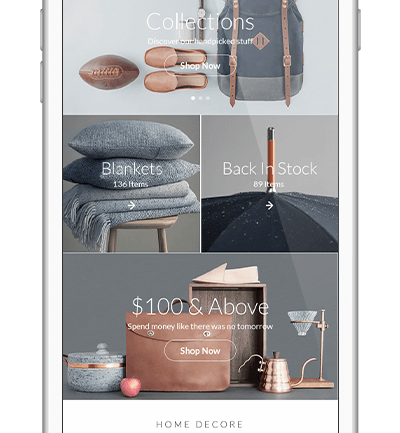 Collections
Discover our handpicked stuff
Shop Now
Blankets
136 Items
Back In Stock
89 Items
$100 & Above
Spend money like there was no tomorrow
Shop Now
HOME DECORE